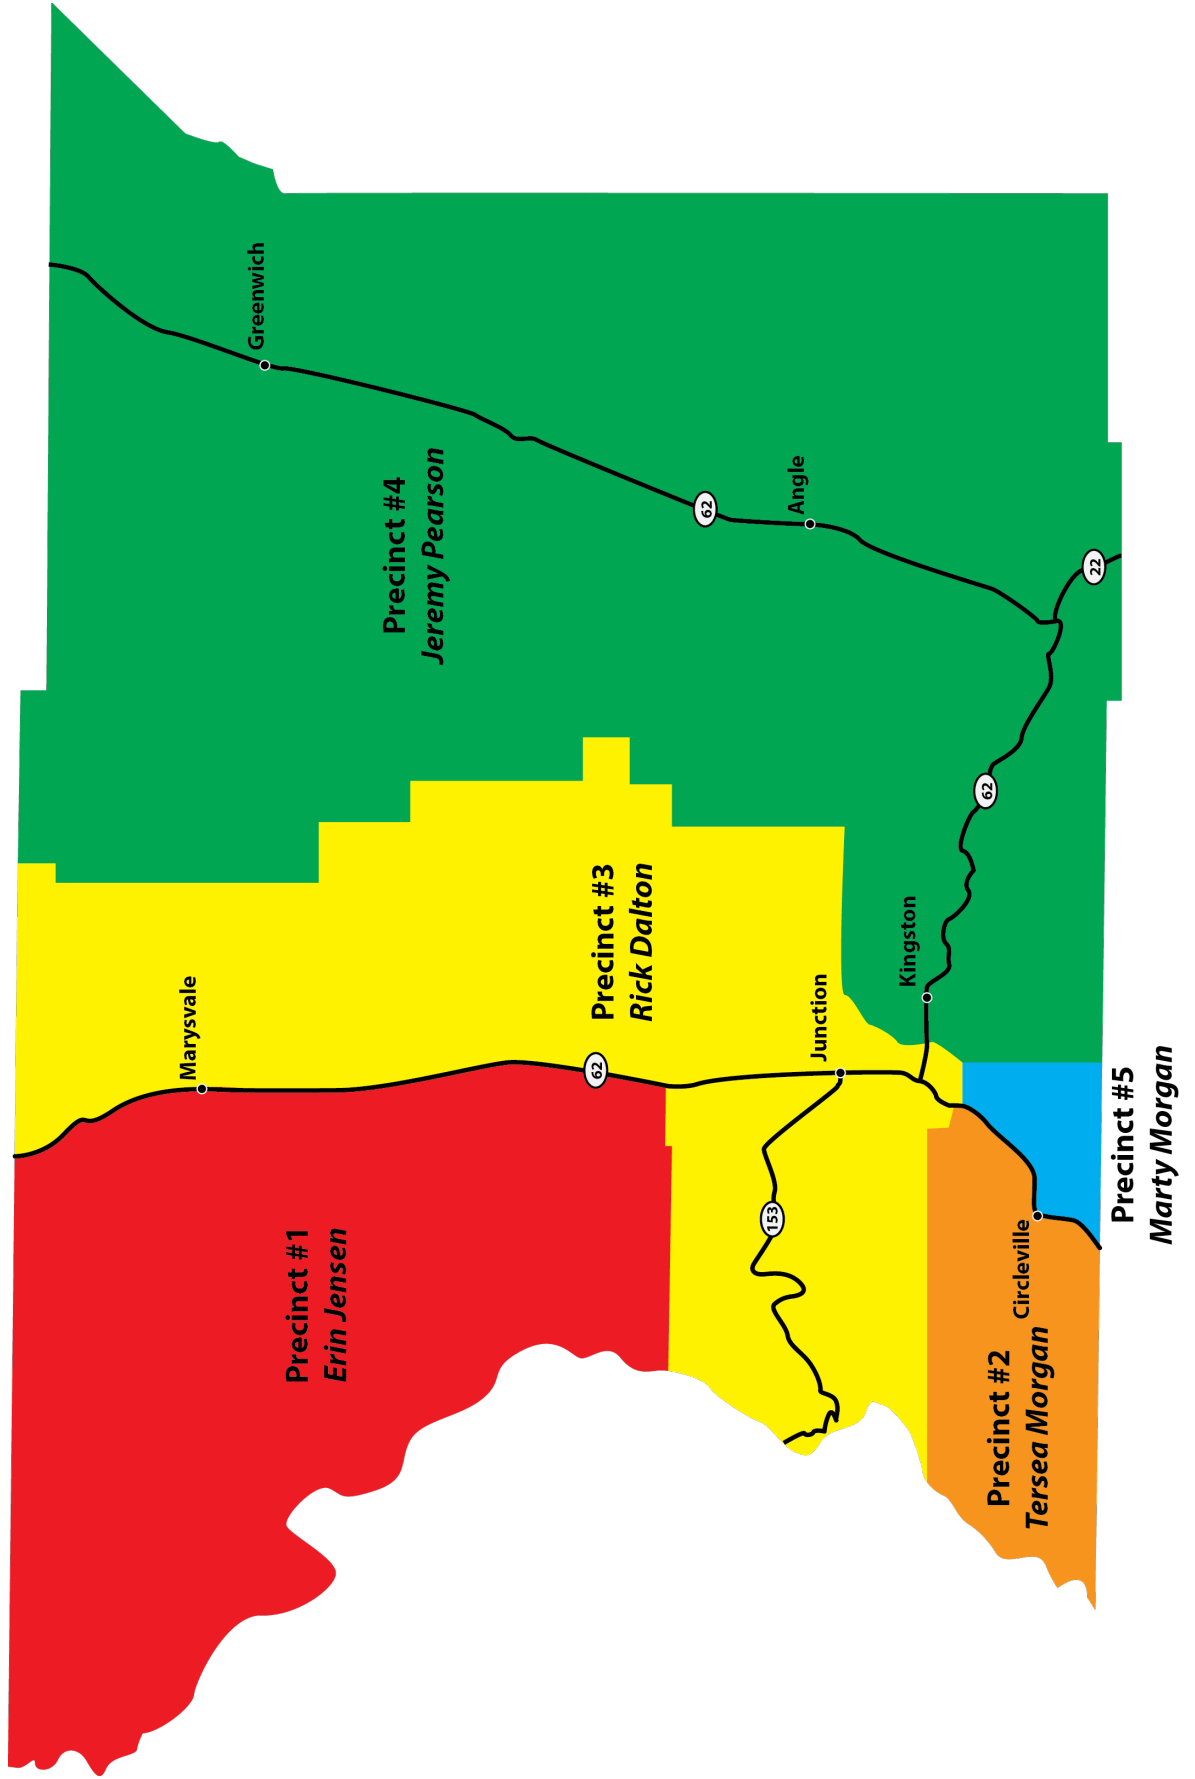 Precinct #1
Erin Jensen
Marysvale
Precinct #4
Jeremy Pearson
Greenwich
62
Precinct #3
Rick Dalton
62
Angle
153
Junction
Kingston
62
22
Precinct #2
Tersea Morgan
Circleville
Precinct #5
Marty Morgan